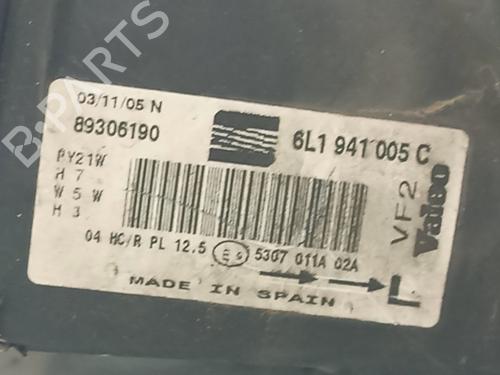 B-PARTS
03/11/05 N
89306190
6L1 941 005 C
PY21W
H 7
W 5 W
H 3
VF2
Valeo
04 HC/R PL 12.5 E9 5307 011A 02A
L
MADE IN SPAIN